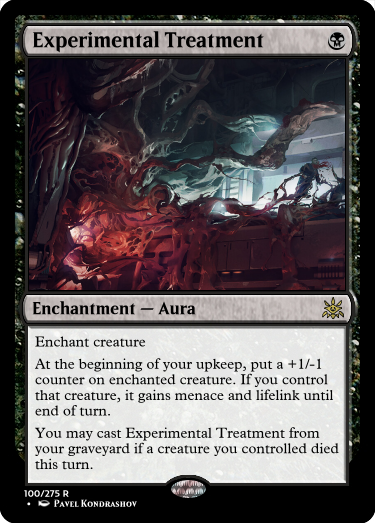 Experimental Treatment
Enchantment — Aura
Enchant creature
At the beginning of your upkeep, put a +1/-1
counter on enchanted creature. If you control
that creature, it gains menace and lifelink until
end of turn.
You may cast Experimental Treatment from
your graveyard if a creature you controlled died
this turn.
100/275 R
• Pavel Kondrashov